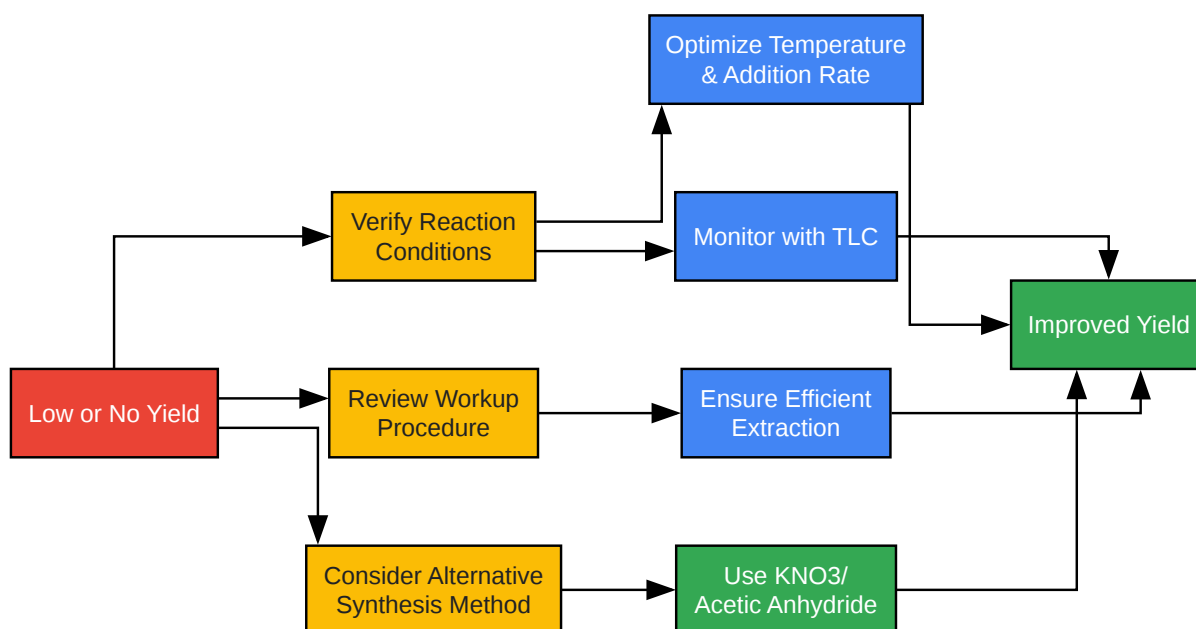 Optimize Temperature
& Addition Rate
Verify Reaction
Conditions
Monitor with TLC
Improved Yield
Low or No Yield
Review Workup
Procedure
Ensure Efficient
Extraction
Consider Alternative
Synthesis Method
Use KNO3/
Acetic Anhydride